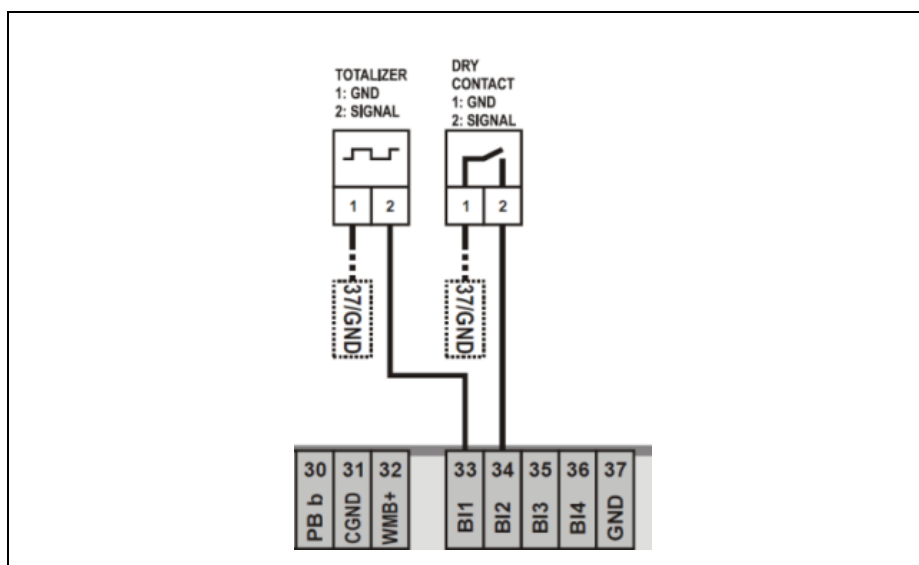 TOTALIZER
1: GND
2: SIGNAL
DRY
CONTACT
1: GND
2: SIGNAL
1 2
1 2
37/GND
37/GND
30 31 32 33 34 35 36 37
PB b CGND WMB+ BI1 BI2 BI3 BI4 GND